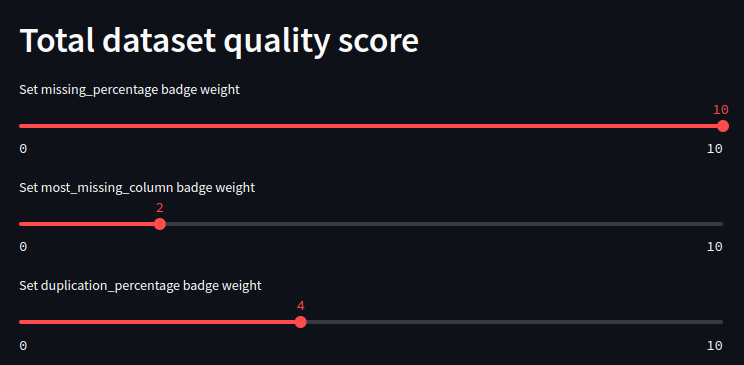 Total dataset quality score
Set missing_percentage badge weight
10
0 10
Set most_missing_column badge weight
2
0 10
Set duplication_percentage badge weight
4
0 10